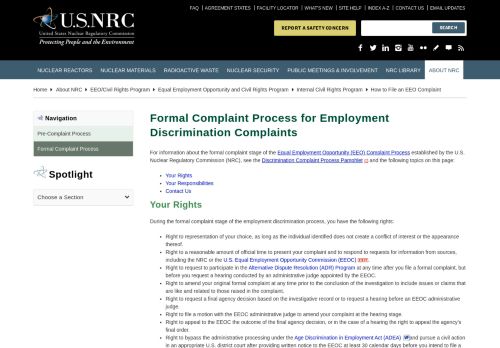 FAQ | AGREEMENT STATES | FACILITY LOCATOR | WHAT'S NEW | SITE HELP | INDEX A-Z | CONTACT US | EMAIL UPDATES
U.S.NRC
United States Nuclear Regulatory Commission
Protecting People and the Environment
REPORT A SAFETY CONCERN
SEARCH
NUCLEAR REACTORS NUCLEAR MATERIALS RADIOACTIVE WASTE NUCLEAR SECURITY PUBLIC MEETINGS & INVOLVEMENT NRC LIBRARY ABOUT NRC
Home About NRC EEO/Civil Rights Program Equal Employment Opportunity and Civil Rights Program Internal Civil Rights Program How to File an EEO Complaint
Navigation
Pre-Complaint Process
Formal Complaint Process
Spotlight
Choose a Section
Formal Complaint Process for Employment
Discrimination Complaints
For information about the formal complaint stage of the Equal Employment Opportunity (EEO) Complaint Process established by the U.S.
Nuclear Regulatory Commission (NRC), see the Discrimination Complaint Process Pamphlet and the following topics on this page:
• Your Rights
• Your Responsibilities
• Contact Us
Your Rights
During the formal complaint stage of the employment discrimination process, you have the following rights:
• Right to representation of your choice, as long as the individual identified does not create a conflict of interest or the appearance
thereof.
• Right to a reasonable amount of official time to present your complaint and to respond to requests for information from sources,
including the NRC or the U.S. Equal Employment Opportunity Commission (EEOC) EXIT.
• Right to request to participate in the Alternative Dispute Resolution (ADR) Program at any time after you file a formal complaint, but
before you request a hearing conducted by an administrative judge appointed by the EEOC.
• Right to amend your original formal complaint at any time prior to the conclusion of the investigation to include issues or claims that
are like and related to those raised in the complaint.
• Right to request a final agency decision based on the investigative record or to request a hearing before an EEOC administrative
judge.
• Right to file a motion with the EEOC administrative judge to amend your complaint at the hearing stage.
• Right to appeal to the EEOC the outcome of the final agency decision, or in the case of a hearing the right to appeal the agency's
final order.
• Right to bypass the administrative process under the Age Discrimination in Employment Act (ADEA) and pursue a civil action
in an appropriate U.S. district court after providing written notice to the EEOC at least 30 calendar days before you intend to file a